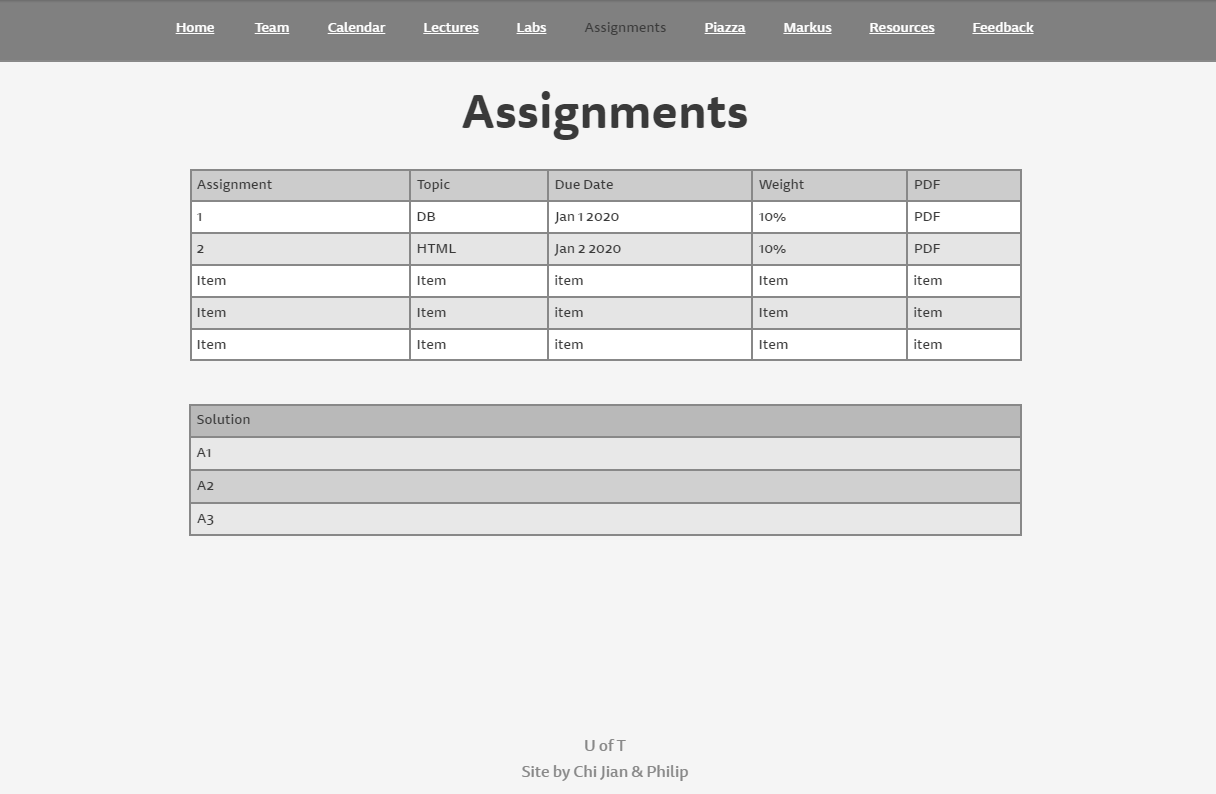 Home Team Calendar Lectures Labs Assignments Piazza Markus Resources Feedback
Assignments
Assignment Topic Due Date Weight PDF
1 DB Jan 1 2020 10% PDF
2 HTML Jan 2 2020 10% PDF
Item Item item Item item
Item Item item Item item
Item Item item Item item
Solution
A1
A2
A3
U of T
Site by Chi Jian & Philip